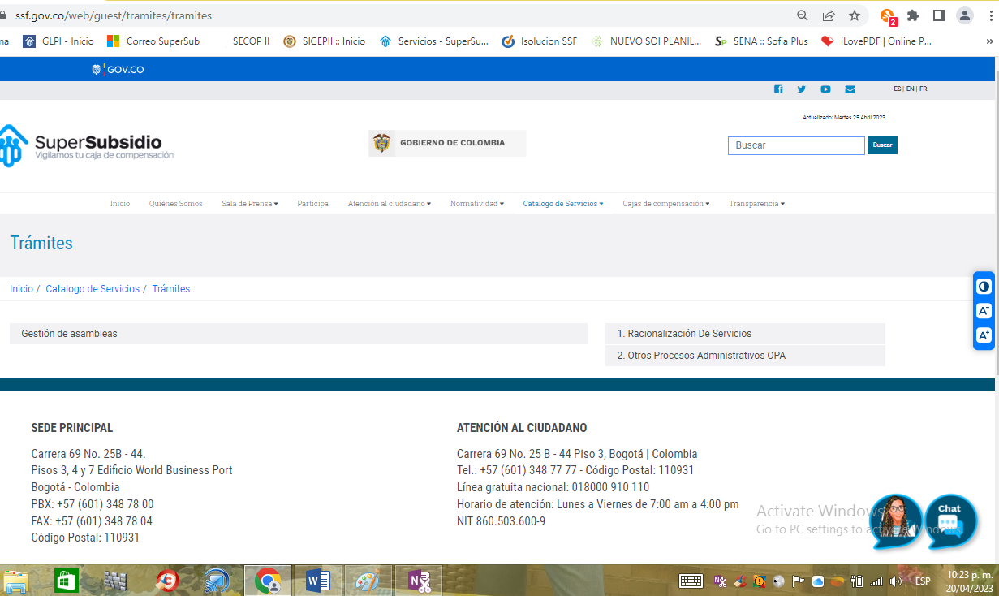 ssf.gov.co/web/guest/tramites/tramites
2
na GLPI - Inicio Correo SuperSub SECOP II SIGEPII :: Inicio Servicios - SuperSu... Isolucion SSF NUEVO SOI PLANIL... SENA :: Sofia Plus iLovePDF | Online P... »
GOV.CO
ES | EN | FR
Actualizado: Martes 25 Abril 2023
SuperSubsidio
Vigilamos tu caja de compensación
GOBIERNO DE COLOMBIA
Buscar Buscar
Inicio Quiénes Somos Sala de Prensa Participa Atención al ciudadano Normatividad Catalogo de Servicios Cajas de compensación Transparencia
Trámites
Inicio / Catalogo de Servicios / Trámites
A-
A+
Gestión de asambleas
1. Racionalización De Servicios
2. Otros Procesos Administrativos OPA
SEDE PRINCIPAL
Carrera 69 No. 25B - 44.
Pisos 3, 4 y 7 Edificio World Business Port
Bogotá - Colombia
PBX: +57 (601) 348 78 00
FAX: +57 (601) 348 78 04
Código Postal: 110931
ATENCIÓN AL CIUDADANO
Carrera 69 No. 25 B - 44 Piso 3, Bogotá | Colombia
Tel.: +57 (601) 348 77 77 - Código Postal: 110931
Línea gratuita nacional: 018000 910 110
Horario de atención: Lunes a Viernes de 7:00 am a 4:00 pm
NIT 860.503.600-9
Activate Windows
Go to PC settings to activate Windows.
Chat
ESP
10:23 p. m.
20/04/2023